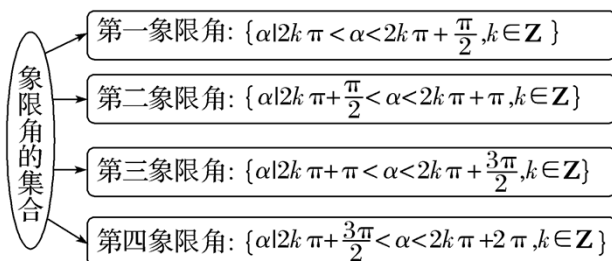 象限角的集合
第一象限角: {α|2kπ<α<2kπ+π/2,k∈Z}
第二象限角: {α|2kπ+π/2<α<2kπ+π,k∈Z}
第三象限角: {α|2kπ+π<α<2kπ+3π/2,k∈Z}
第四象限角: {α|2kπ+3π/2<α<2kπ+2π,k∈Z}